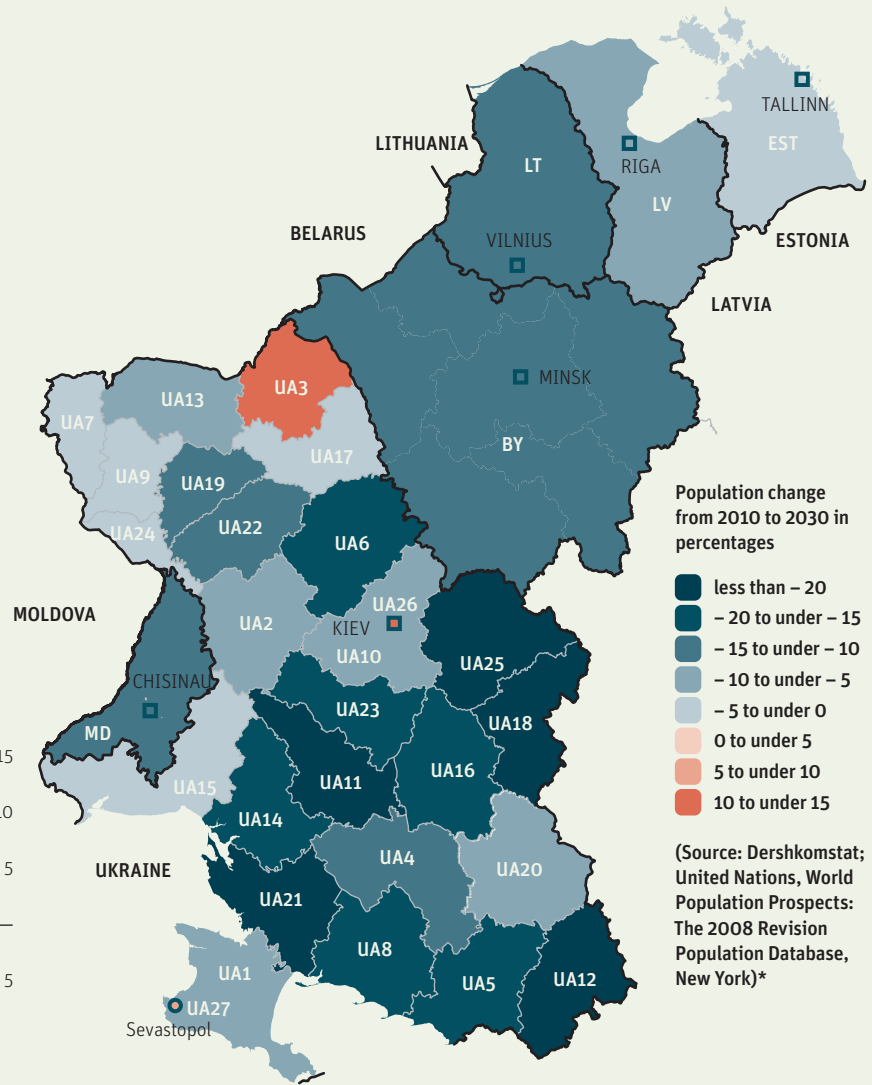 TALLINN
LITHUANIA
EST
LT
RIGA
LV
BELARUS
VILNIUS
ESTONIA
LATVIA
MINSK
UA3
UA13
UA7
BY
UA17
UA9
UA19
UA24
UA22
UA6
MOLDOVA
UA26
UA2
KIEV
UA10
UA25
CHISINAU
UA23
UA18
MD
UA16
UA11
UA15
UA14
UKRAINE
UA4
UA20
UA21
UA8
UA1
UA5
UA12
UA27
Sevastopol
15
10
5
5
Population change
from 2010 to 2030 in
percentages
less than – 20
– 20 to under – 15
– 15 to under – 10
– 10 to under – 5
– 5 to under 0
0 to under 5
5 to under 10
10 to under 15
(Source: Dershkomstat;
United Nations, World
Population Prospects:
The 2008 Revision
Population Database,
New York)*